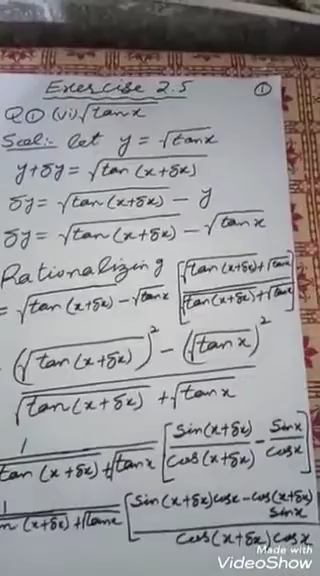 Exercise 2.5 ①
Q① (vi) √tanx
Sool:- let y = √tanx
y+δy = √tan(x+δx)
δy = √tan(x+δx) - y
δy = √tan(x+δx) - √tanx
Rationalizing
= √tan(x+δx) - √tanx [√tan(x+δx)+√tanx / √tan(x+δx)+√tanx]
(√tan(x+δx))² - (√tanx)² / √tan(x+δx) + √tanx
1 / tan(x+δx)+√tanx [sin(x+δx) / cos(x+δx) - sinx / cosx]
1 / n(x+δx)+√tanx [sin(x+δx)cosx - cos(x+δx) sinx / cos(x+δx)cosx]
Made with
VideoShow